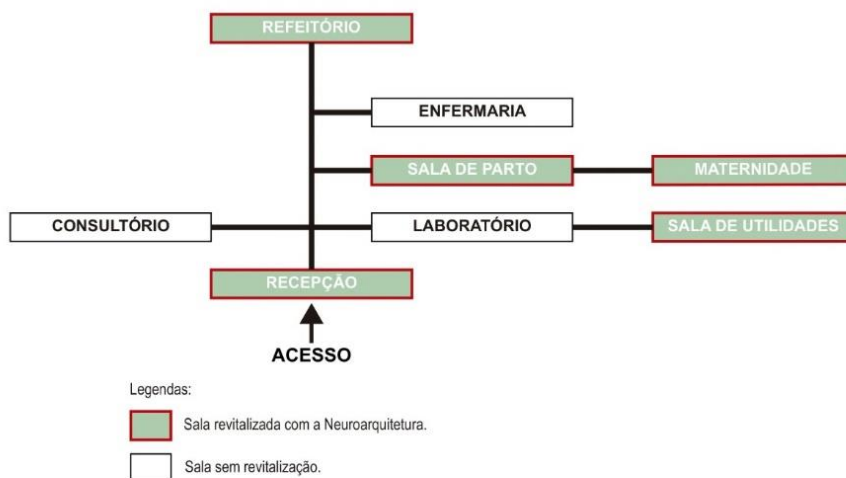 REFEITÓRIO
ENFERMARIA
SALA DE PARTO
MATERNIDADE
CONSULTÓRIO
LABORATÓRIO
SALA DE UTILIDADES
RECEPÇÃO
ACESSO
Legendas:
Sala revitalizada com a Neuroarquitetura.
Sala sem revitalização.